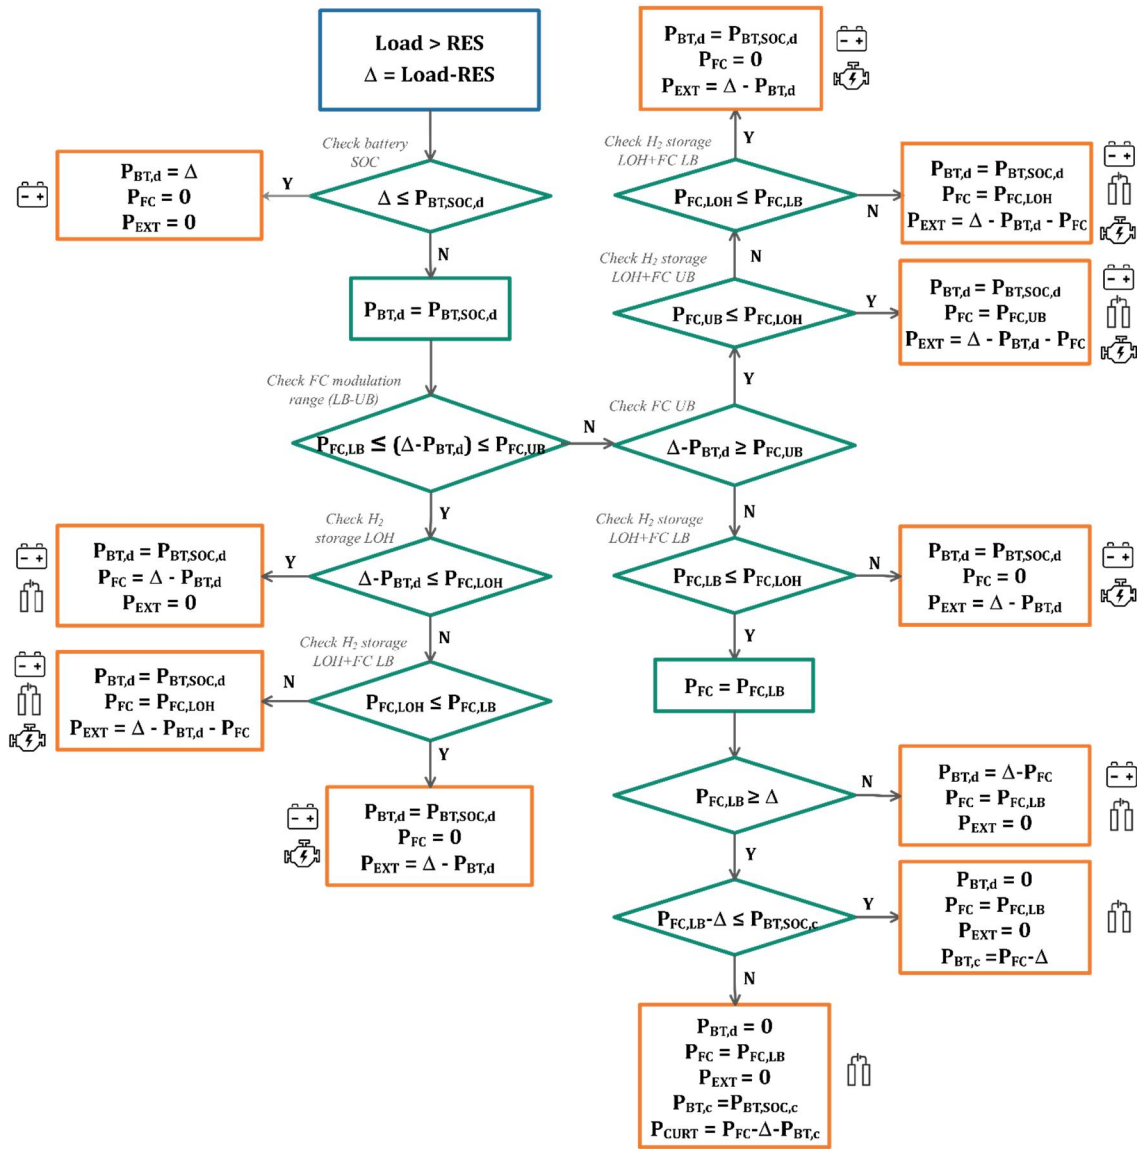 Load > RES
Δ = Load-RES
Check battery
SOC
Y
P_BT,d = Δ
P_FC = 0
P_EXT = 0
Δ ≤ P_BT,SOC,d
N
P_BT,d = P_BT,SOC,d
Check FC modulation
range (LB-UB)
P_FC,LB ≤ (Δ-P_BT,d) ≤ P_FC,UB
N
Y
Check H₂
storage LOH
Δ-P_BT,d ≤ P_FC,LOH
Y
P_BT,d = P_BT,SOC,d
P_FC = Δ - P_BT,d
P_EXT = 0
N
Check H₂ storage
LOH+FC LB
P_FC,LOH ≤ P_FC,LB
N
P_BT,d = P_BT,SOC,d
P_FC = P_FC,LOH
P_EXT = Δ - P_BT,d - P_FC
Y
P_BT,d = P_BT,SOC,d
P_FC = 0
P_EXT = Δ - P_BT,d
P_BT,d = P_BT,SOC,d
P_FC = 0
P_EXT = Δ - P_BT,d
Y
Check H₂ storage
LOH+FC LB
P_FC,LOH ≤ P_FC,LB
N
P_BT,d = P_BT,SOC,d
P_FC = P_FC,LOH
P_EXT = Δ - P_BT,d - P_FC
N
Check H₂ storage
LOH+FC UB
P_FC,UB ≤ P_FC,LOH
Y
P_BT,d = P_BT,SOC,d
P_FC = P_FC,UB
P_EXT = Δ - P_BT,d - P_FC
Y
Check FC UB
Δ-P_BT,d ≥ P_FC,UB
N
Check H₂ storage
LOH+FC LB
P_FC,LB ≤ P_FC,LOH
N
P_BT,d = P_BT,SOC,d
P_FC = 0
P_EXT = Δ - P_BT,d
Y
P_FC = P_FC,LB
P_FC,LB ≥ Δ
N
P_BT,d = Δ-P_FC
P_FC = P_FC,LB
P_EXT = 0
Y
P_FC,LB-Δ ≤ P_BT,SOC,c
Y
P_BT,d = 0
P_FC = P_FC,LB
P_EXT = 0
P_BT,c =P_FC-Δ
N
P_BT,d = 0
P_FC = P_FC,LB
P_EXT = 0
P_BT,c =P_BT,SOC,c
P_CURT = P_FC-Δ-P_BT,c